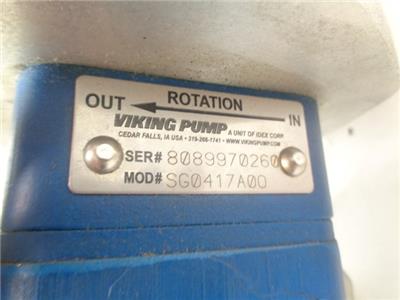 ROTATION
OUT IN
VIKING PUMP A UNIT OF IDEX CORP.
CEDAR FALLS, IA USA • 319-266-1741 • WWW.VIKINGPUMP.COM
SER# 8089970260
MOD# SG0417A00